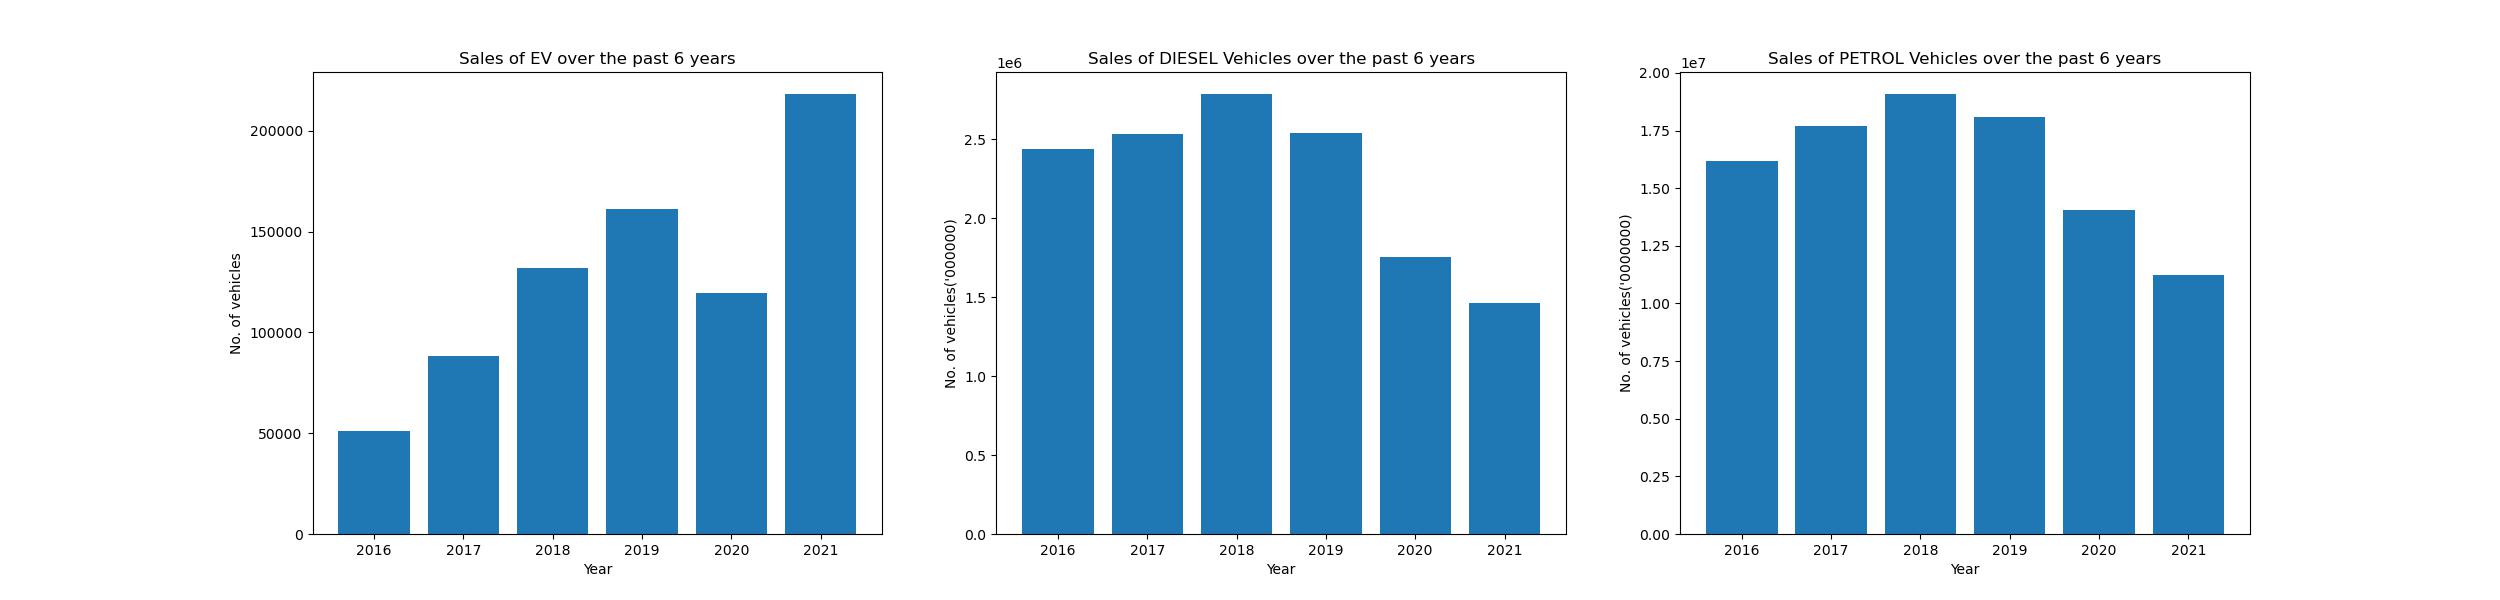 Sales of EV over the past 6 years
No. of vehicles
200000
150000
100000
50000
0
2016 2017 2018 2019 2020 2021
Year
Sales of DIESEL Vehicles over the past 6 years
1e6
No. of vehicles('000000)
2.5
2.0
1.5
1.0
0.5
0.0
2016 2017 2018 2019 2020 2021
Year
Sales of PETROL Vehicles over the past 6 years
1e7
No. of vehicles('0000000)
2.00
1.75
1.50
1.25
1.00
0.75
0.50
0.25
0.00
2016 2017 2018 2019 2020 2021
Year